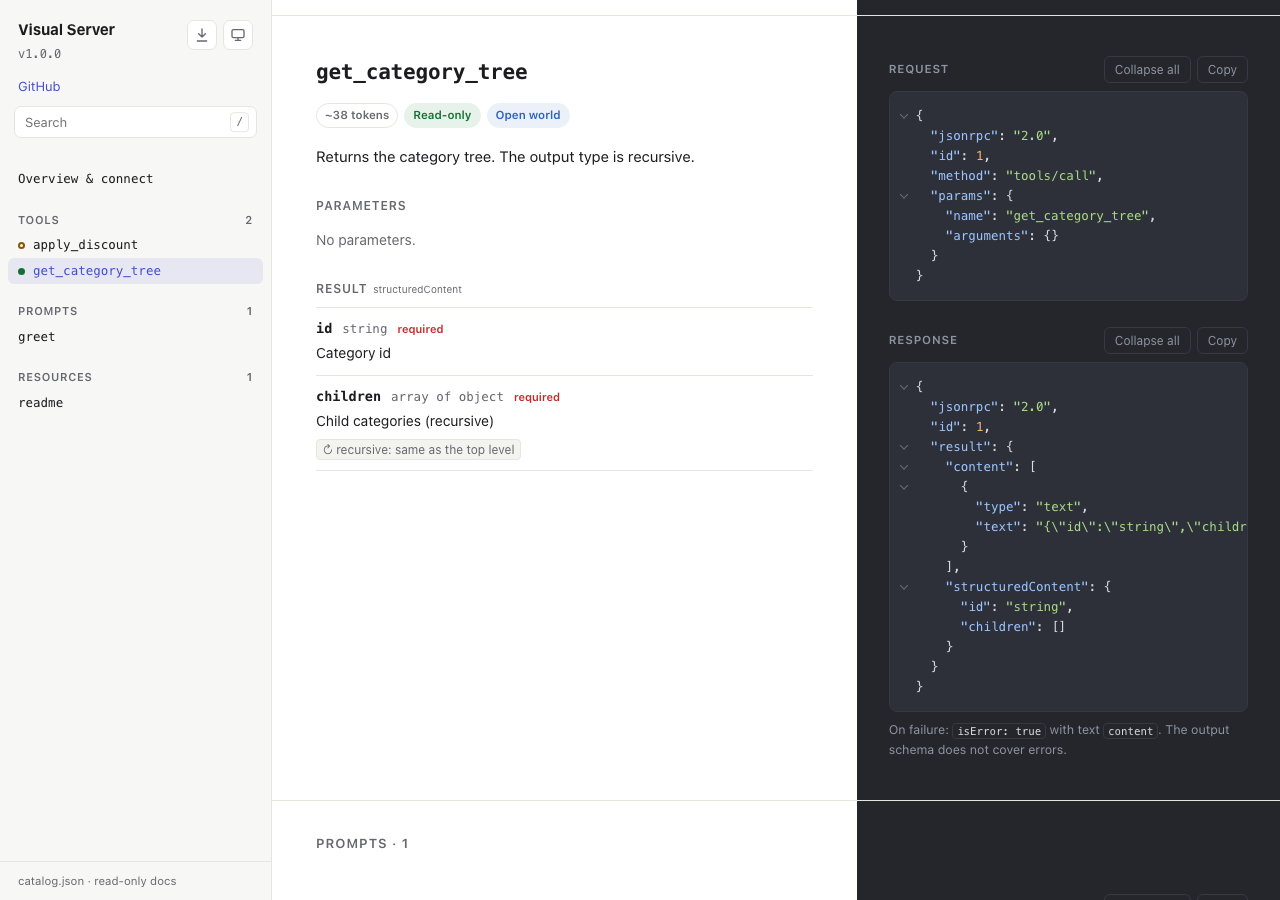 Visual Server
v1.0.0
GitHub
Search /
Overview & connect
TOOLS 2
apply_discount
get_category_tree
PROMPTS 1
greet
RESOURCES 1
readme
catalog.json · read-only docs
get_category_tree
~38 tokens Read-only Open world
Returns the category tree. The output type is recursive.
PARAMETERS
No parameters.
RESULT structuredContent
id string required
Category id
children array of object required
Child categories (recursive)
↻ recursive: same as the top level
PROMPTS · 1
REQUEST Collapse all Copy
{
"jsonrpc": "2.0",
"id": 1,
"method": "tools/call",
"params": {
"name": "get_category_tree",
"arguments": {}
}
}
RESPONSE Collapse all Copy
{
"jsonrpc": "2.0",
"id": 1,
"result": {
"content": [
{
"type": "text",
"text": "{\"id\":\"string\",\"childr
}
],
"structuredContent": {
"id": "string",
"children": []
}
}
}
On failure: isError: true with text content. The output
schema does not cover errors.